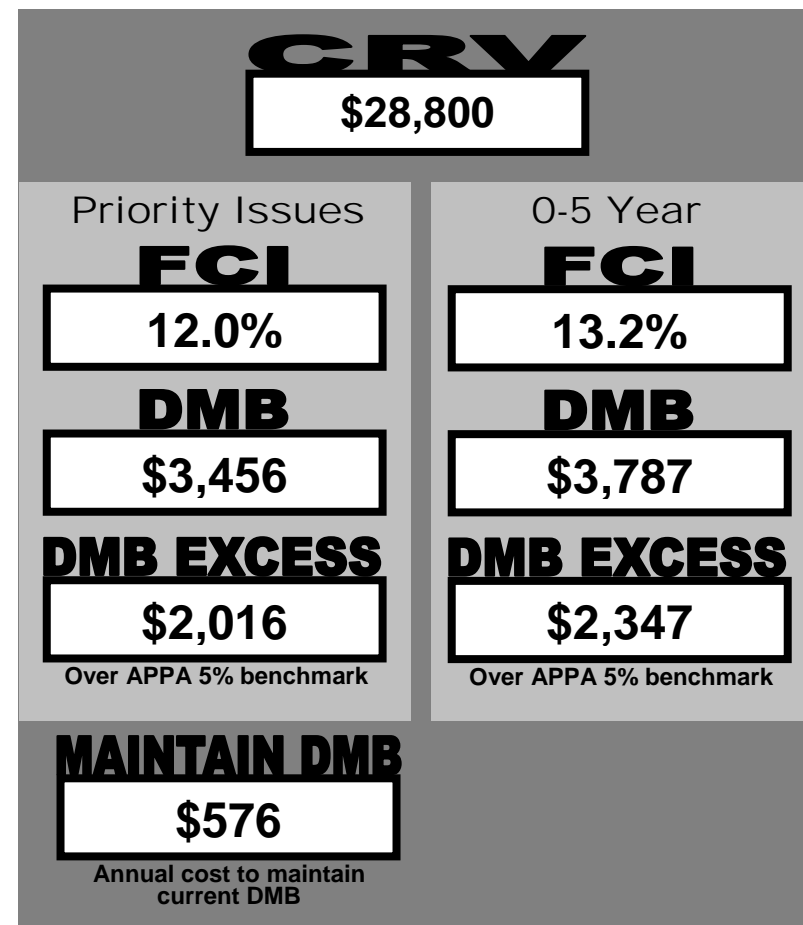 CRV
$28,800
Priority Issues
FCI
12.0%
DMB
$3,456
DMB EXCESS
$2,016
Over APPA 5% benchmark
0-5 Year
FCI
13.2%
DMB
$3,787
DMB EXCESS
$2,347
Over APPA 5% benchmark
MAINTAIN DMB
$576
Annual cost to maintain
current DMB